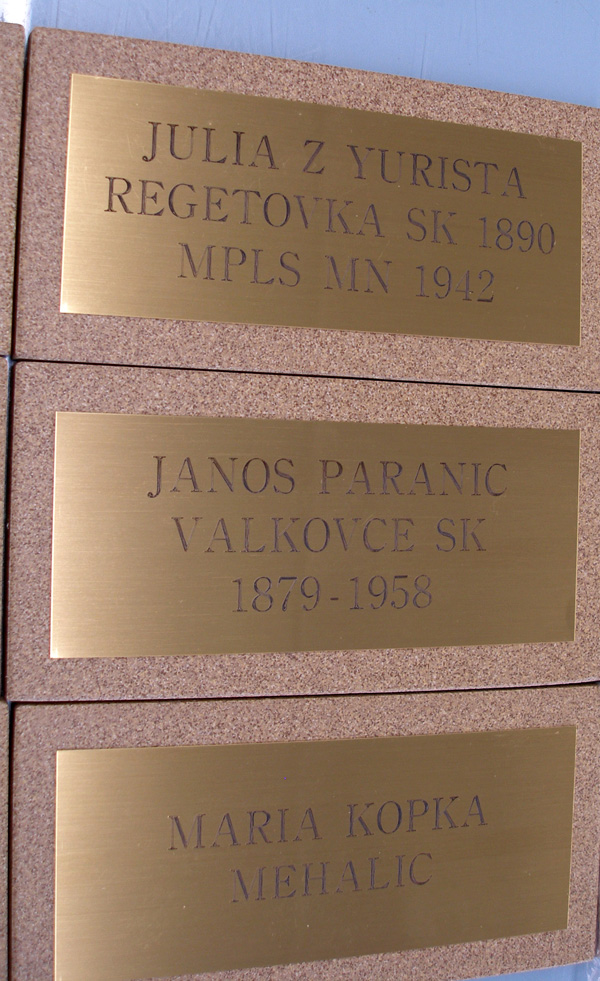 JULIA Z YURISTA
REGETOVKA SK 1890
MPLS MN 1942
JANOS PARANIC
VALKOVCE SK
1879-1958
MARIA KOPKA
MEHALIC